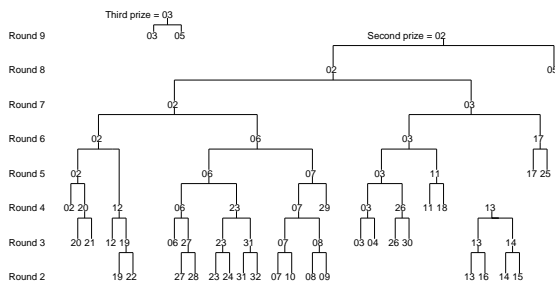 Third prize = 03
Round 9 03 05 Second prize = 02
Round 8 02 05
Round 7 02 03
Round 6 02 06 03 17
Round 5 02 06 07 03 11 17 25
Round 4 02 20 12 06 23 07 29 03 26 11 18 13
Round 3 20 21 12 19 06 27 23 31 07 08 03 04 26 30 13 14
Round 2 19 22 27 28 23 24 31 32 07 10 08 09 13 16 14 15